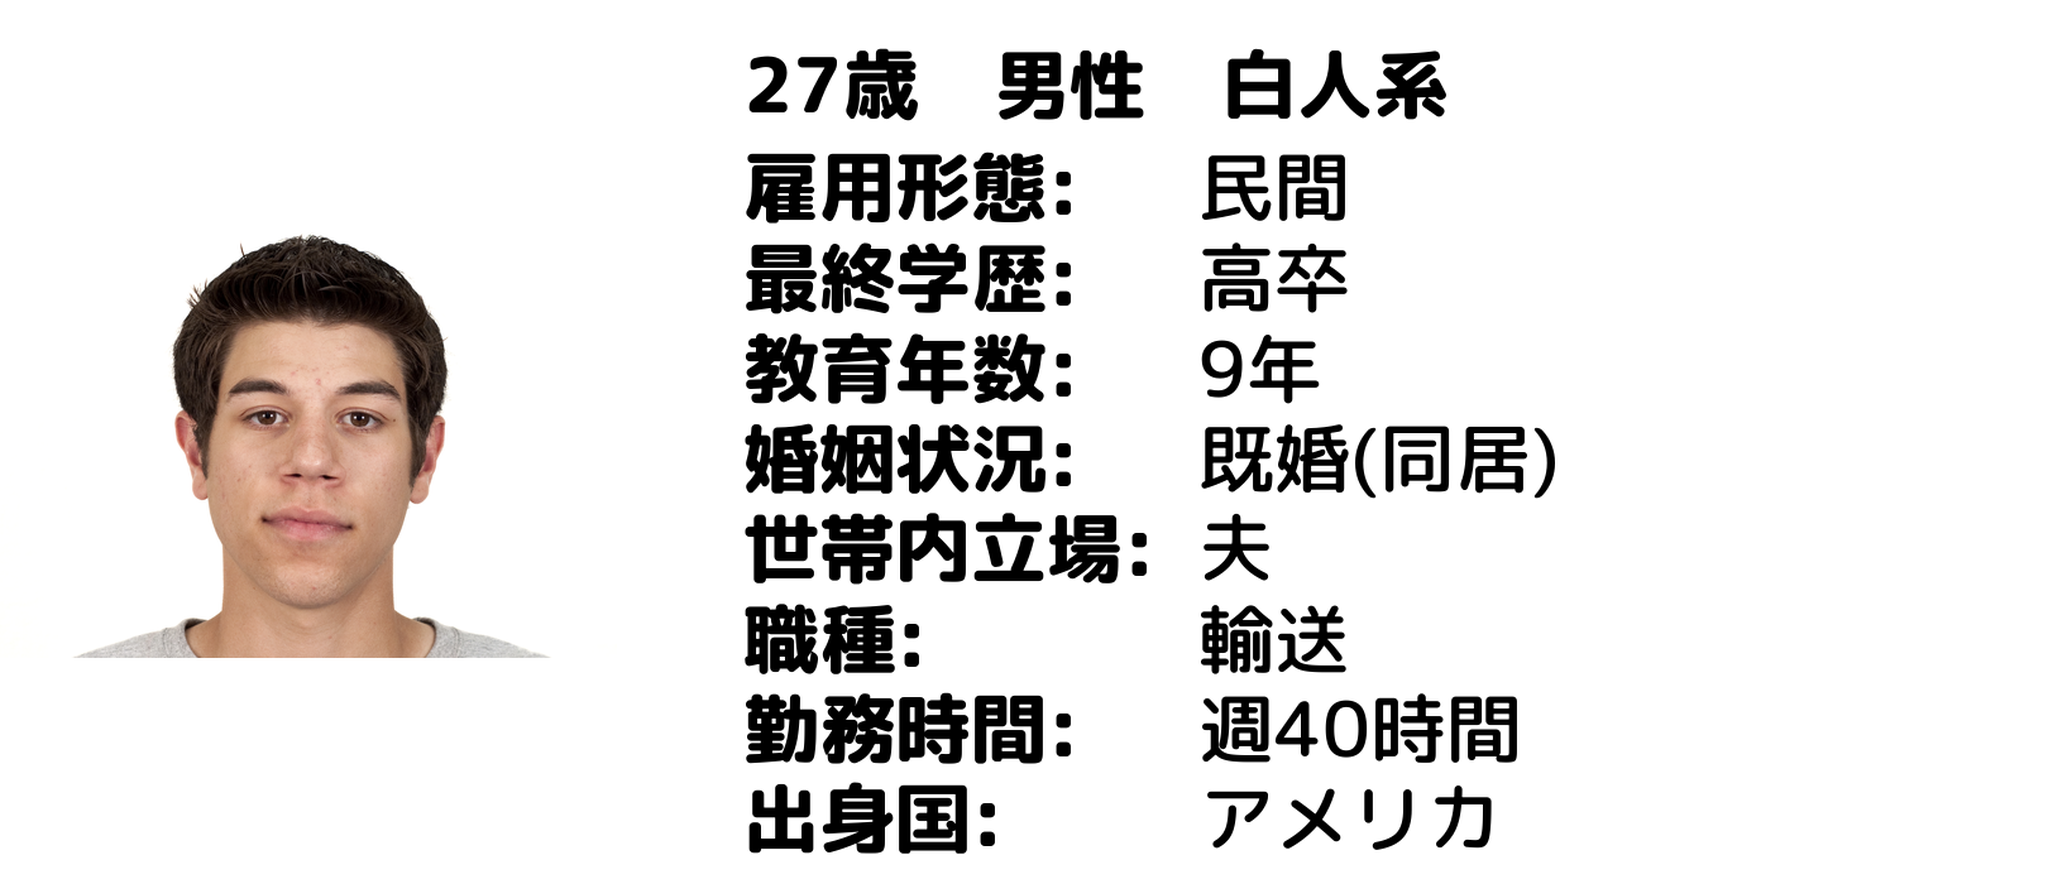 27歳　男性　白人系
雇用形態: 民間
最終学歴: 高卒
教育年数: 9年
婚姻状況: 既婚(同居)
世帯内立場: 夫
職種: 輸送
勤務時間: 週40時間
出身国: アメリカ